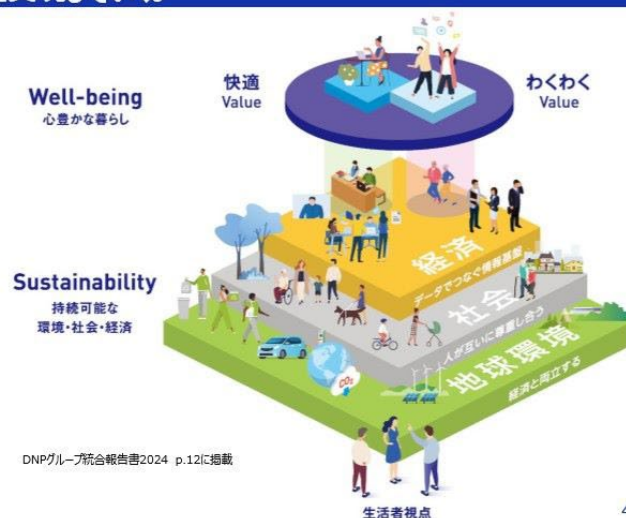 Well-being
心豊かな暮らし
快適
Value
わくわく
Value
Sustainability
持続可能な
環境・社会・経済
経済
データでつなぐ情報基盤
社会
人が互いに尊重し合う
地球環境
経済と両立する
CO₂
DNPグループ統合報告書2024 p.12に掲載
生活者視点
4